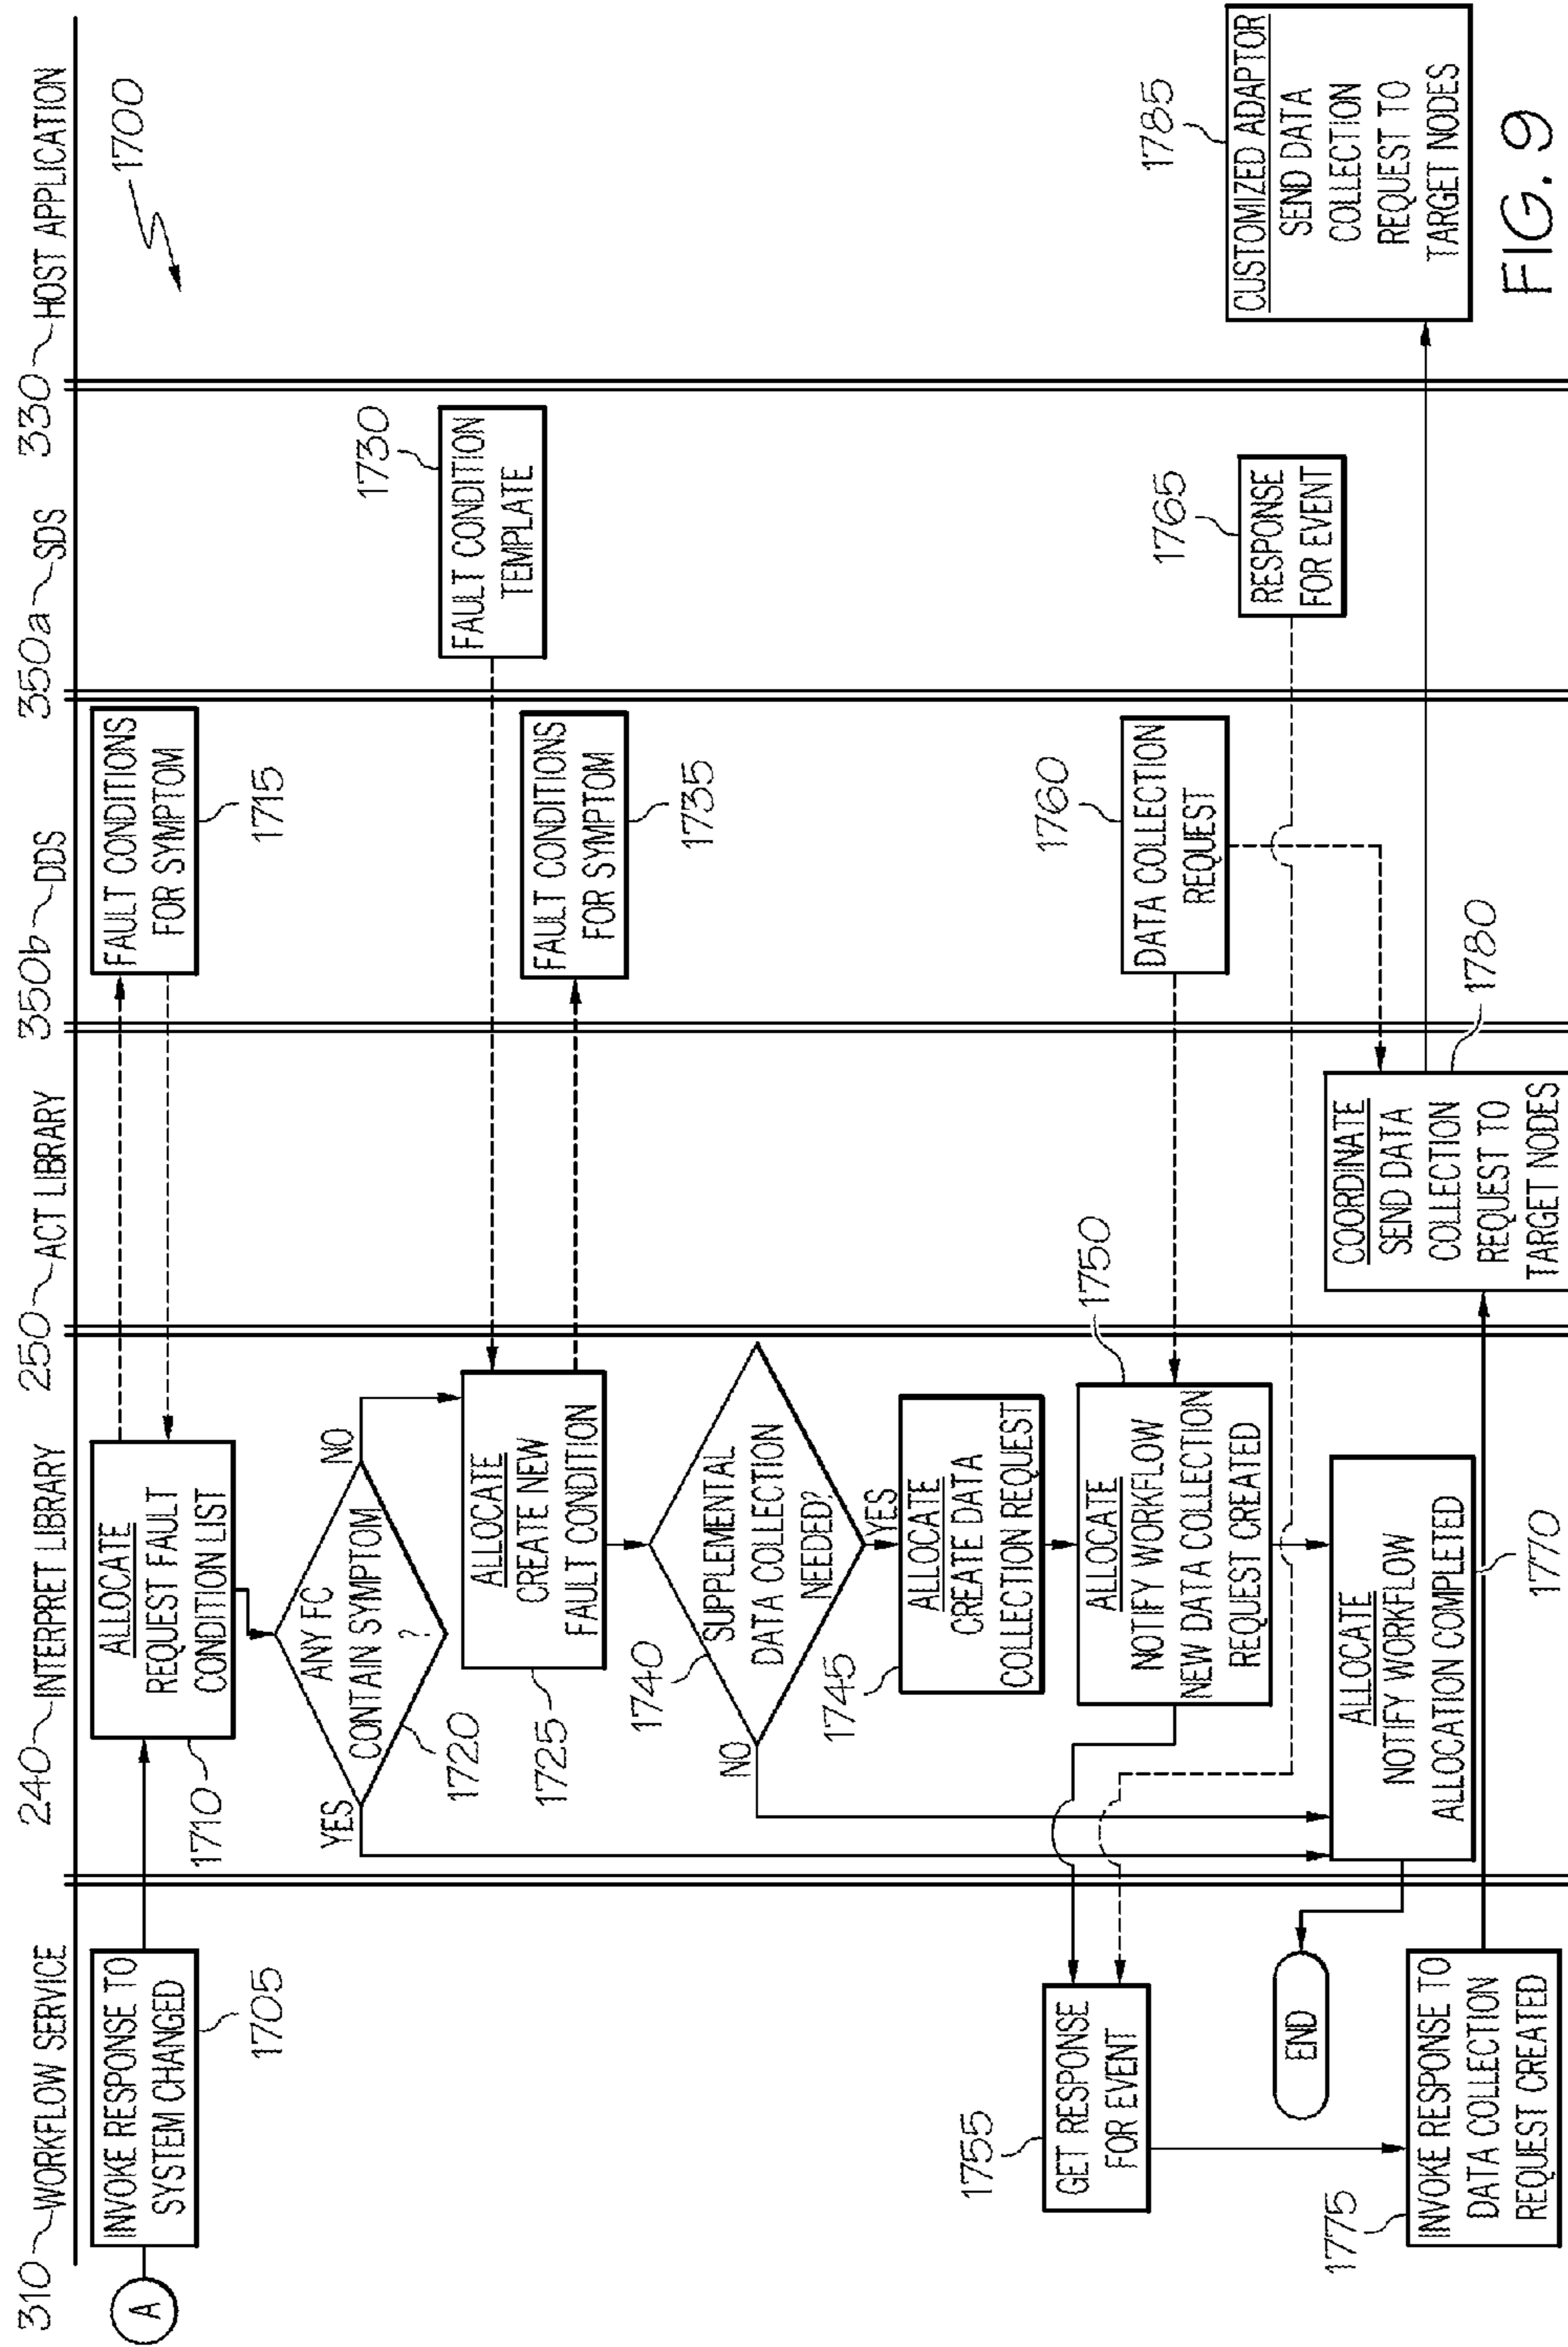 310 WORKFLOW SERVICE
240 INTERPRET LIBRARY
250 ACT LIBRARY
350b DDS
350a SDS
330 HOST APPLICATION
1700
A
INVOKE RESPONSE TO
SYSTEM CHANGED
1705
ALLOCATE
REQUEST FAULT
CONDITION LIST
1710
FAULT CONDITIONS
FOR SYMPTOM
1715
ANY FC
CONTAIN SYMPTOM
?
YES
NO
1720
ALLOCATE
CREATE NEW
FAULT CONDITION
1725
FAULT CONDITION
TEMPLATE
1730
FAULT CONDITIONS
FOR SYMPTOM
1735
SUPPLEMENTAL
DATA COLLECTION
NEEDED?
1740
NO
YES
ALLOCATE
CREATE DATA
COLLECTION REQUEST
1745
ALLOCATE
NOTIFY WORKFLOW
NEW DATA COLLECTION
REQUEST CREATED
1750
GET RESPONSE
FOR EVENT
1755
DATA COLLECTION
REQUEST
1760
RESPONSE
FOR EVENT
1765
ALLOCATE
NOTIFY WORKFLOW
ALLOCATION COMPLETED
1770
END
INVOKE RESPONSE TO
DATA COLLECTION
REQUEST CREATED
1775
COORDINATE
SEND DATA
COLLECTION
REQUEST TO
TARGET NODES
1780
CUSTOMIZED ADAPTOR
SEND DATA
COLLECTION
REQUEST TO
TARGET NODES
1785
FIG. 9